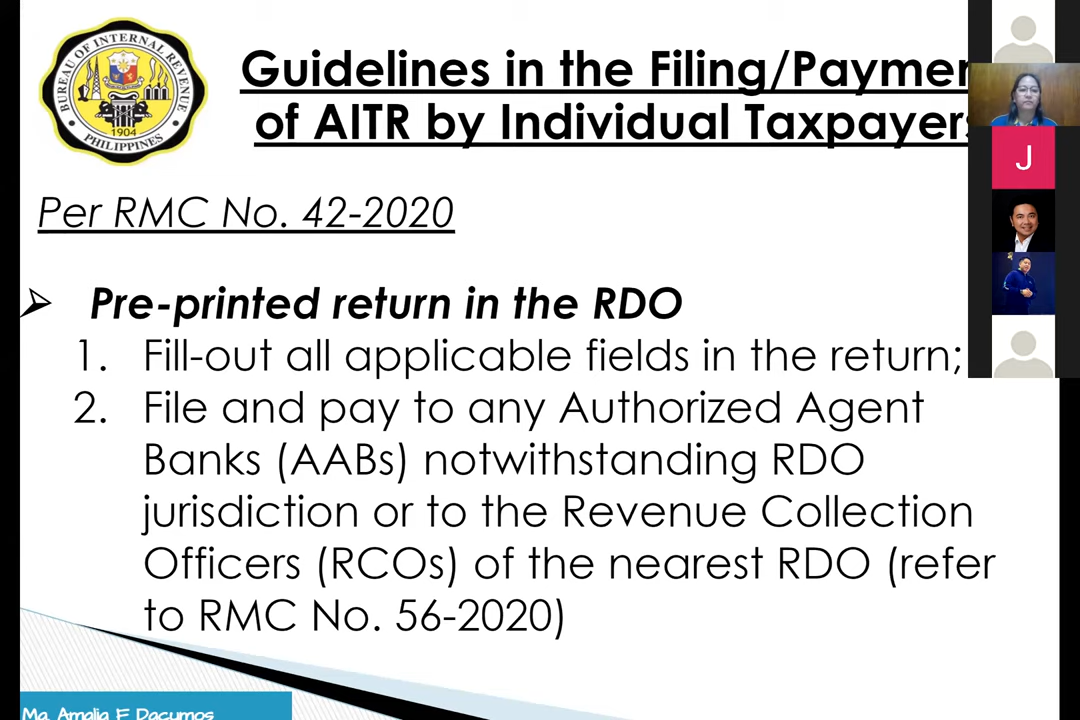 BUREAU OF INTERNAL REVENUE
1904
PHILIPPINES
Guidelines in the Filing/Paymen
of AITR by Individual Taxpayers
J
Per RMC No. 42-2020
➢ Pre-printed return in the RDO
1. Fill-out all applicable fields in the return;
2. File and pay to any Authorized Agent
Banks (AABs) notwithstanding RDO
jurisdiction or to the Revenue Collection
Officers (RCOs) of the nearest RDO (refer
to RMC No. 56-2020)
Ma. Amalia F Dacumos